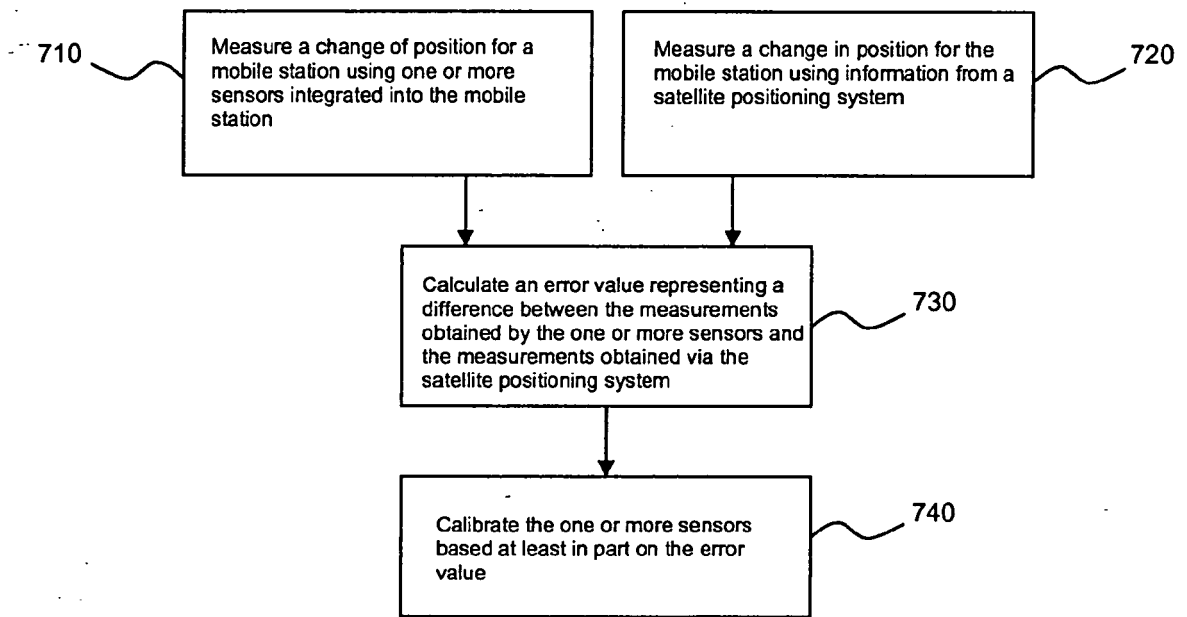 710
Measure a change of position for a
mobile station using one or more
sensors integrated into the mobile
station
Measure a change in position for the
mobile station using information from a
satellite positioning system
720
Calculate an error value representing a
difference between the measurements
obtained by the one or more sensors and
the measurements obtained via the
satellite positioning system
730
Calibrate the one or more sensors
based at least in part on the error
value
740